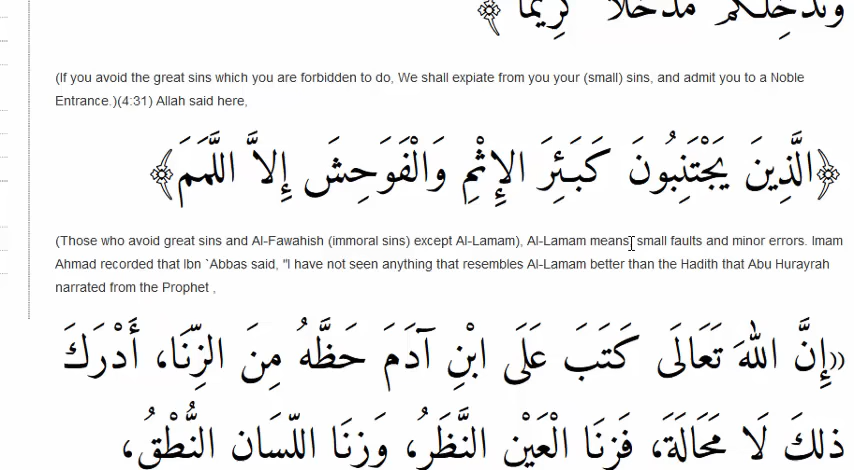 وَنُدْخِلْكُمْ مُّدْخَلاً كَرِيماً ﴾
(If you avoid the great sins which you are forbidden to do, We shall expiate from you your (small) sins, and admit you to a Noble
Entrance.)(4:31) Allah said here,
﴿الَّذِينَ يَجْتَنِبُونَ كَبَـئِرَ الإِثْمِ وَالْفَوَحِشَ إِلاَّ اللَّمَمَ﴾
(Those who avoid great sins and Al-Fawahish (immoral sins) except Al-Lamam), Al-Lamam means small faults and minor errors. Imam
Ahmad recorded that Ibn `Abbas said, "I have not seen anything that resembles Al-Lamam better than the Hadith that Abu Hurayrah
narrated from the Prophet ,
«إِنَّ اللهَ تَعَالَى كَتَبَ عَلَى ابْنِ آدَمَ حَظَّهُ مِنَ الزِّنَا، أَدْرَكَ
ذلِكَ لَا مَحَالَةَ، فَزِنَا الْعَيْنِ النَّظَرُ، وَزِنَا اللِّسَانِ النُّطْقُ،